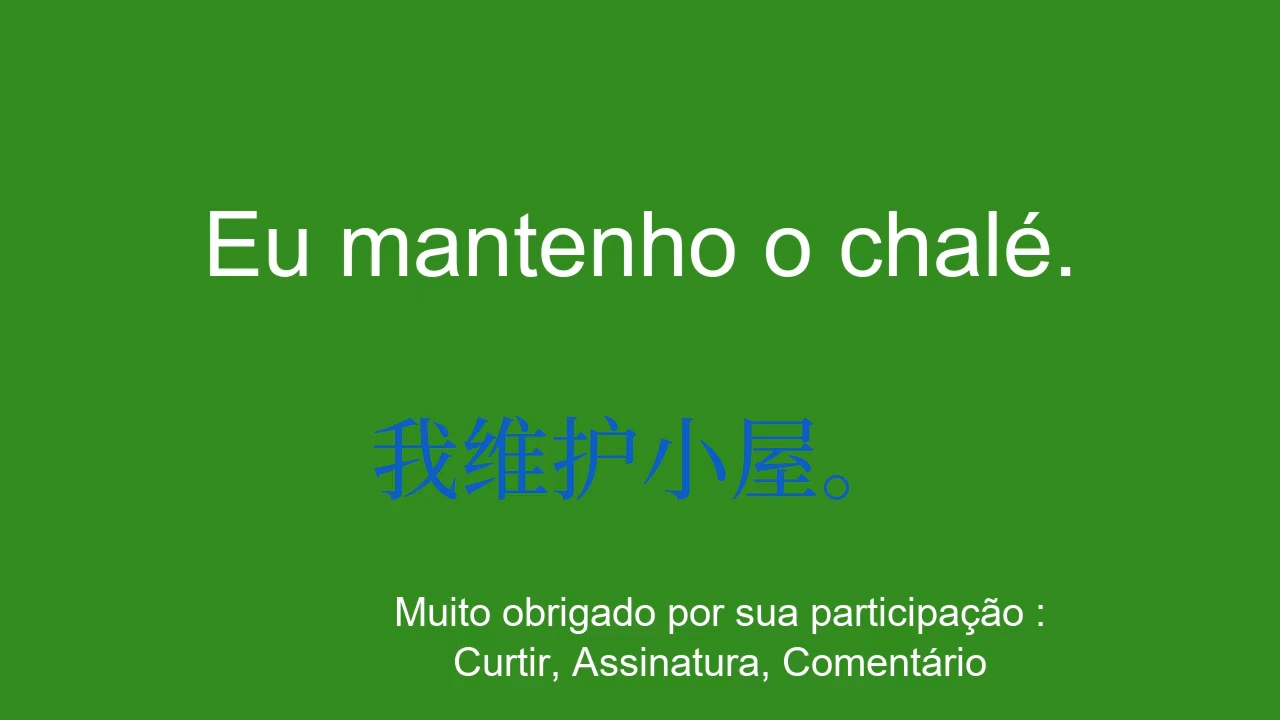 Eu mantenho o chalé.
我维护小屋。
Muito obrigado por sua participação :
Curtir, Assinatura, Comentário